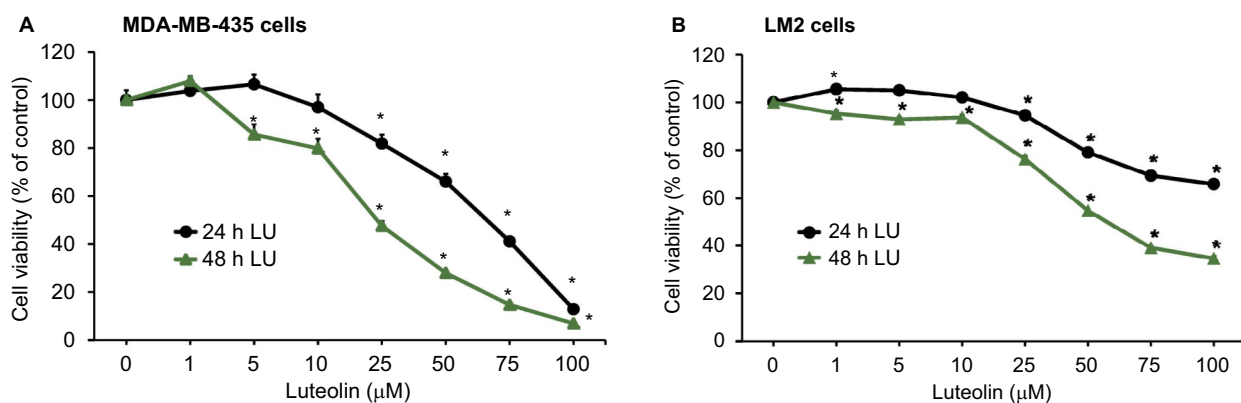 A MDA-MB-435 cells
120
100
80
60
40
20
0
Cell viability (% of control)
* * * * *
* * * * * *
24 h LU
48 h LU
0 1 5 10 25 50 75 100
Luteolin (μM)
B LM2 cells
120
100
80
60
40
20
0
Cell viability (% of control)
* * * * *
* * * * * * *
24 h LU
48 h LU
0 1 5 10 25 50 75 100
Luteolin (μM)